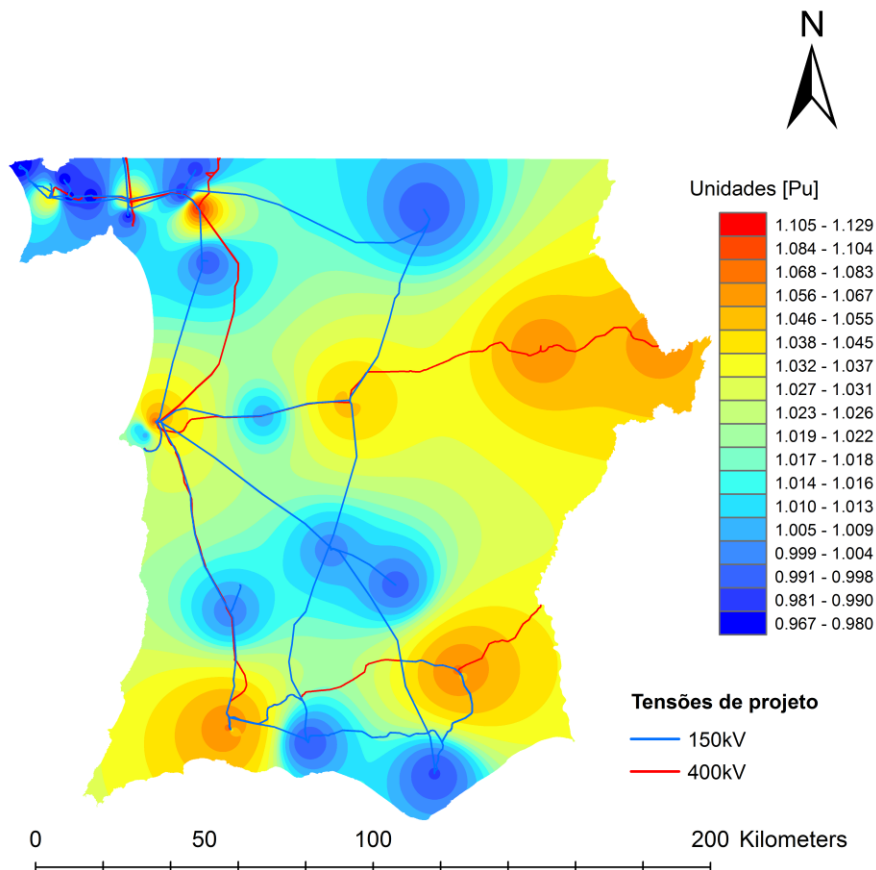 N
Unidades [Pu]
1.105 - 1.129
1.084 - 1.104
1.068 - 1.083
1.056 - 1.067
1.046 - 1.055
1.038 - 1.045
1.032 - 1.037
1.027 - 1.031
1.023 - 1.026
1.019 - 1.022
1.017 - 1.018
1.014 - 1.016
1.010 - 1.013
1.005 - 1.009
0.999 - 1.004
0.991 - 0.998
0.981 - 0.990
0.967 - 0.980
Tensões de projeto
150kV
400kV
0 50 100 200 Kilometers